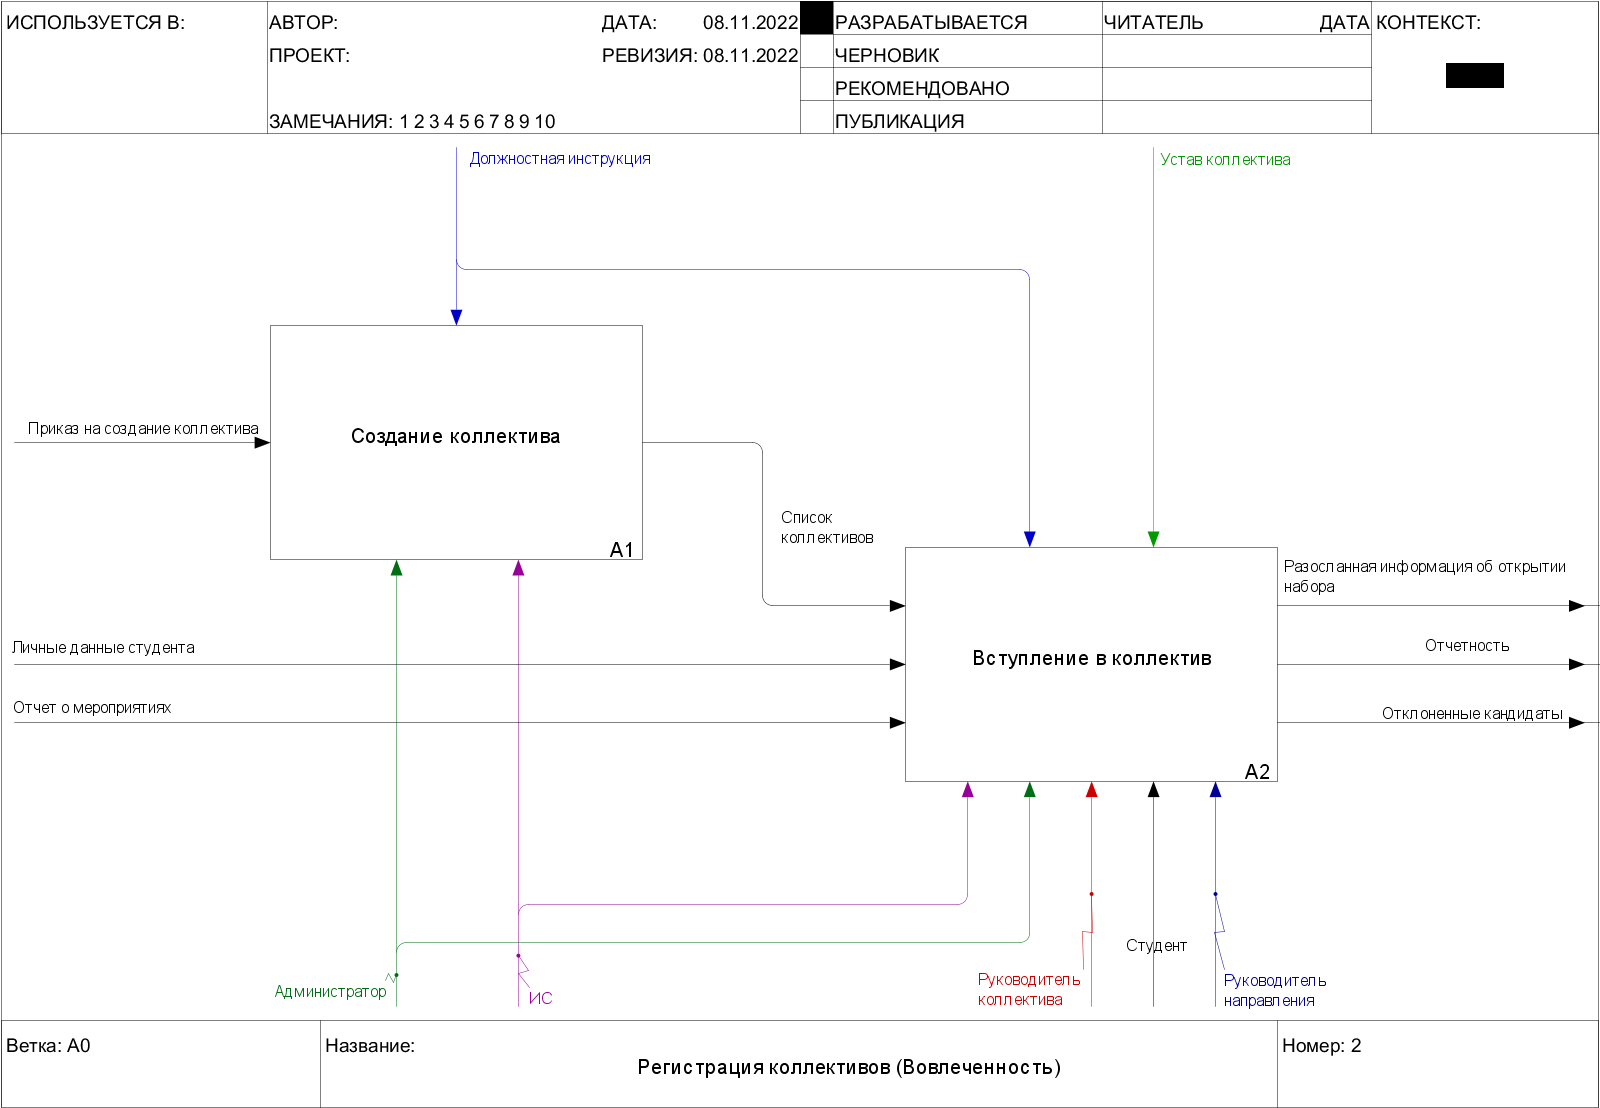 ИСПОЛЬЗУЕТСЯ В:
АВТОР:
ДАТА: 08.11.2022
РАЗРАБАТЫВАЕТСЯ
ЧИТАТЕЛЬ
ДАТА
КОНТЕКСТ:
ПРОЕКТ:
РЕВИЗИЯ: 08.11.2022
ЧЕРНОВИК
РЕКОМЕНДОВАНО
ЗАМЕЧАНИЯ: 1 2 3 4 5 6 7 8 9 10
ПУБЛИКАЦИЯ
Должностная инструкция
Устав коллектива
Приказ на создание коллектива
Создание коллектива
A1
Список
коллективов
Разосланная информация об открытии
набора
Личные данные студента
Вступление в коллектив
Отчетность
Отчет о мероприятиях
Отклоненные кандидаты
A2
Студент
Администратор
ИС
Руководитель
коллектива
Руководитель
направления
Ветка: A0
Название:
Регистрация коллективов (Вовлеченность)
Номер: 2